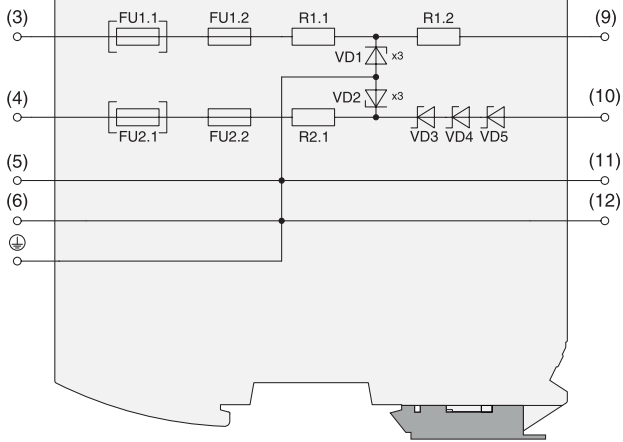 (3) FU1.1 FU1.2 R1.1 R1.2 (9)
VD1 x3
(4) VD2 x3 (10)
FU2.1 FU2.2 R2.1 VD3 VD4 VD5
(5) (11)
(6) (12)